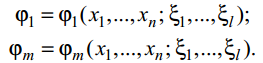 φ₁ = φ₁(x₁,...,xₙ; ξ₁,...,ξₗ);
φₘ = φₘ(x₁,...,xₙ; ξ₁,...,ξₗ).